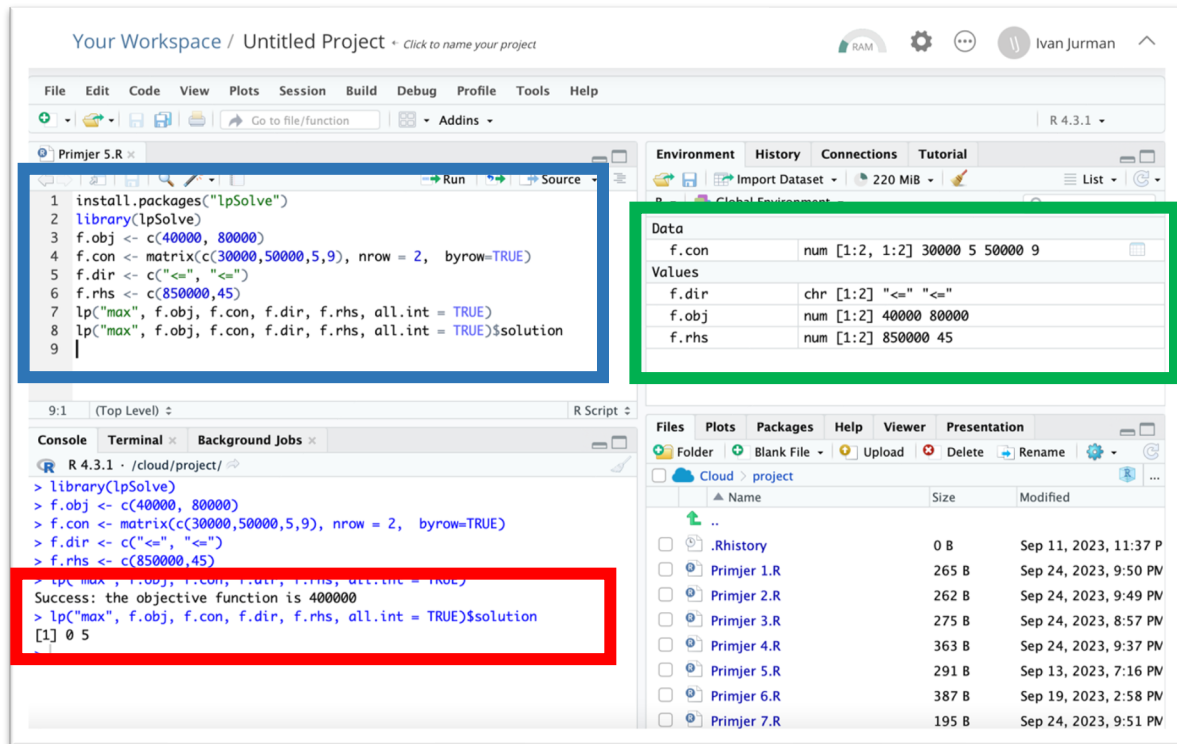 Your Workspace / Untitled Project ← Click to name your project
RAM
IJ Ivan Jurman
File Edit Code View Plots Session Build Debug Profile Tools Help
Go to file/function Addins R 4.3.1
Primjer 5.R
Run Source
1 install.packages("lpSolve")
2 library(lpSolve)
3 f.obj <- c(40000, 80000)
4 f.con <- matrix(c(30000,50000,5,9), nrow = 2, byrow=TRUE)
5 f.dir <- c("<=", "<=")
6 f.rhs <- c(850000,45)
7 lp("max", f.obj, f.con, f.dir, f.rhs, all.int = TRUE)
8 lp("max", f.obj, f.con, f.dir, f.rhs, all.int = TRUE)$solution
9
9:1 (Top Level) R Script
Console Terminal Background Jobs
R 4.3.1 · /cloud/project/
> library(lpSolve)
> f.obj <- c(40000, 80000)
> f.con <- matrix(c(30000,50000,5,9), nrow = 2, byrow=TRUE)
> f.dir <- c("<=", "<=")
> f.rhs <- c(850000,45)
> lp("max", f.obj, f.con, f.dir, f.rhs, all.int = TRUE)
Success: the objective function is 400000
> lp("max", f.obj, f.con, f.dir, f.rhs, all.int = TRUE)$solution
[1] 0 5
>
Environment History Connections Tutorial
Import Dataset 220 MiB List
R Global Environment
Data
f.con num [1:2, 1:2] 30000 5 50000 9
Values
f.dir chr [1:2] "<=" "<="
f.obj num [1:2] 40000 80000
f.rhs num [1:2] 850000 45
Files Plots Packages Help Viewer Presentation
Folder Blank File Upload Delete Rename
Cloud > project R ...
Name Size Modified
..
.Rhistory 0 B Sep 11, 2023, 11:37 P
Primjer 1.R 265 B Sep 24, 2023, 9:50 PM
Primjer 2.R 262 B Sep 24, 2023, 9:49 PM
Primjer 3.R 275 B Sep 24, 2023, 8:57 PM
Primjer 4.R 363 B Sep 24, 2023, 9:37 PM
Primjer 5.R 291 B Sep 13, 2023, 7:16 PM
Primjer 6.R 387 B Sep 19, 2023, 2:58 PM
Primjer 7.R 195 B Sep 24, 2023, 9:51 PM